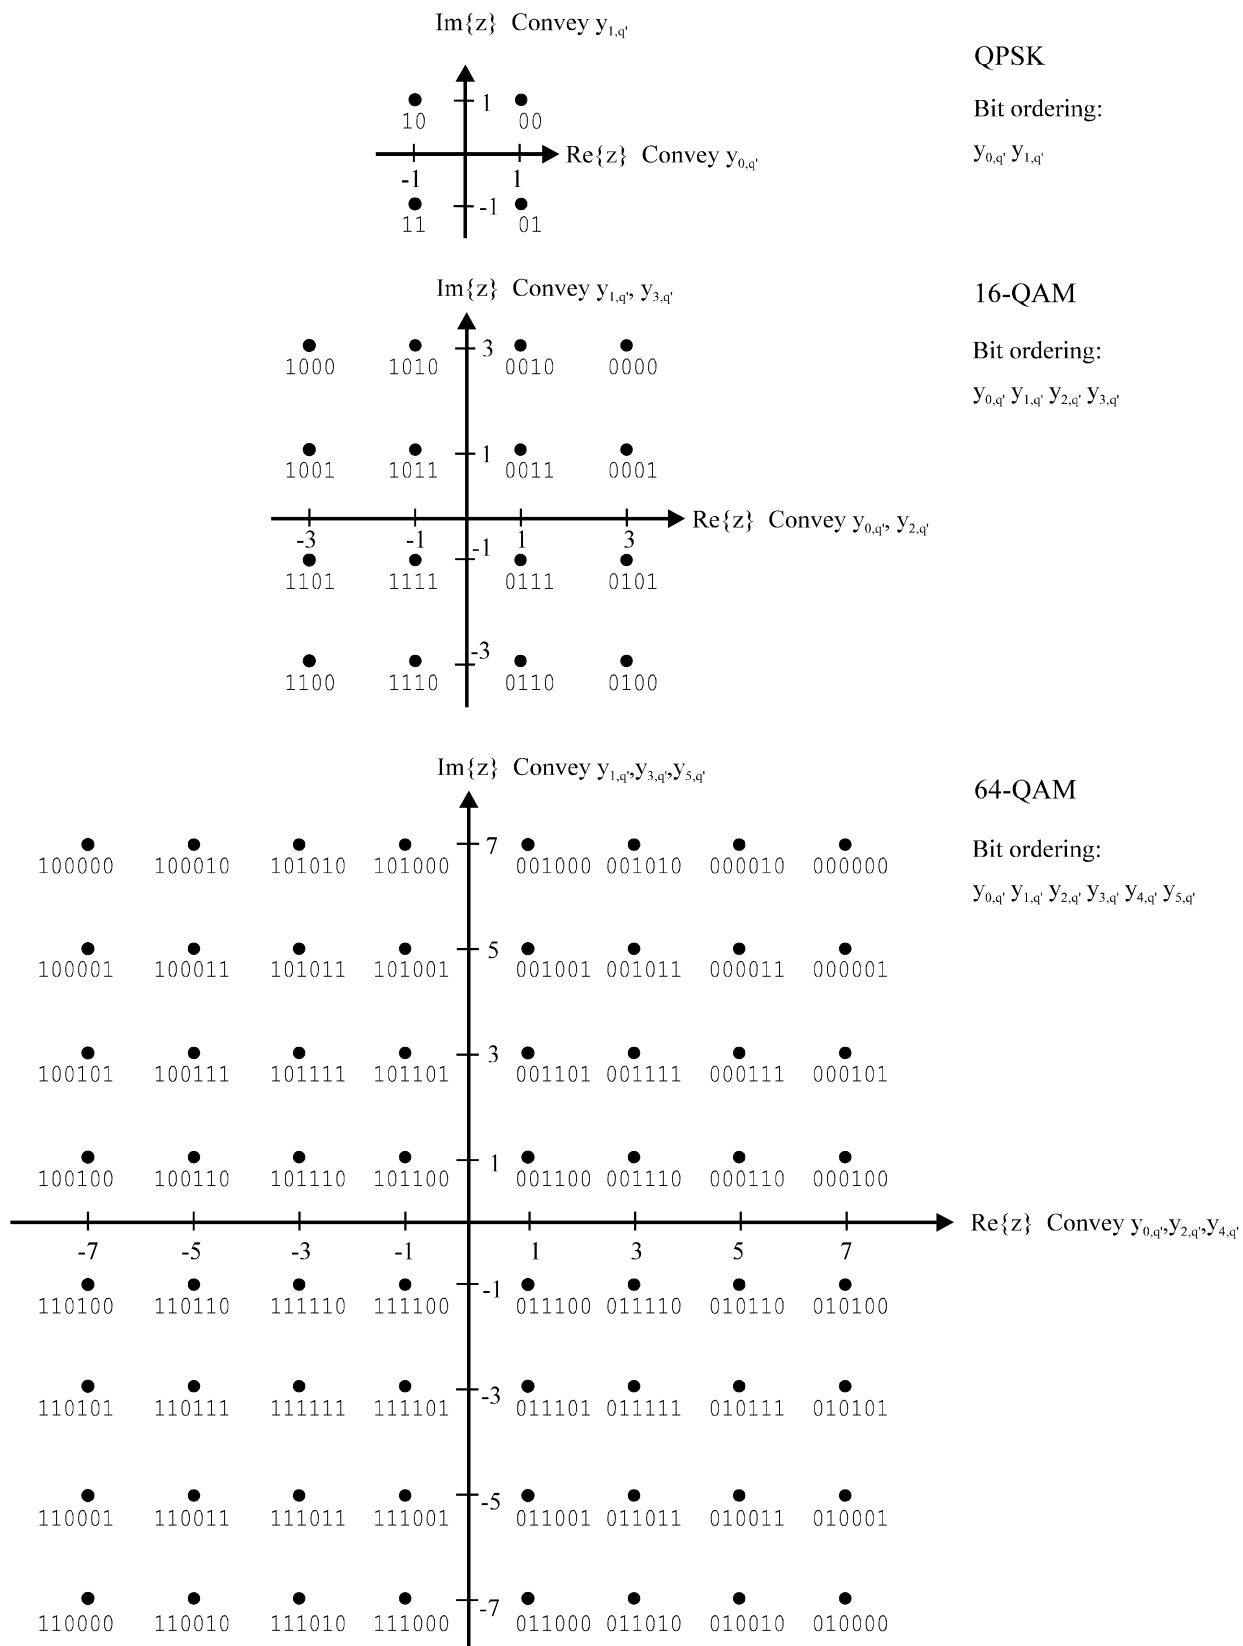 Im{z} Convey y1,q'
QPSK
1
10 00
Bit ordering:
Re{z} Convey y0,q'
y0,q' y1,q'
-1 1
-1
11 01
Im{z} Convey y1,q', y3,q'
16-QAM
3
1000 1010 0010 0000
Bit ordering:
y0,q' y1,q' y2,q' y3,q'
1
1001 1011 0011 0001
Re{z} Convey y0,q', y2,q'
-3 -1 1 3
-1
1101 1111 0111 0101
-3
1100 1110 0110 0100
Im{z} Convey y1,q',y3,q',y5,q'
64-QAM
7
100000 100010 101010 101000 001000 001010 000010 000000
Bit ordering:
y0,q' y1,q' y2,q' y3,q' y4,q' y5,q'
5
100001 100011 101011 101001 001001 001011 000011 000001
3
100101 100111 101111 101101 001101 001111 000111 000101
1
100100 100110 101110 101100 001100 001110 000110 000100
Re{z} Convey y0,q',y2,q',y4,q'
-7 -5 -3 -1 1 3 5 7
-1
110100 110110 111110 111100 011100 011110 010110 010100
-3
110101 110111 111111 111101 011101 011111 010111 010101
-5
110001 110011 111011 111001 011001 011011 010011 010001
-7
110000 110010 111010 111000 011000 011010 010010 010000